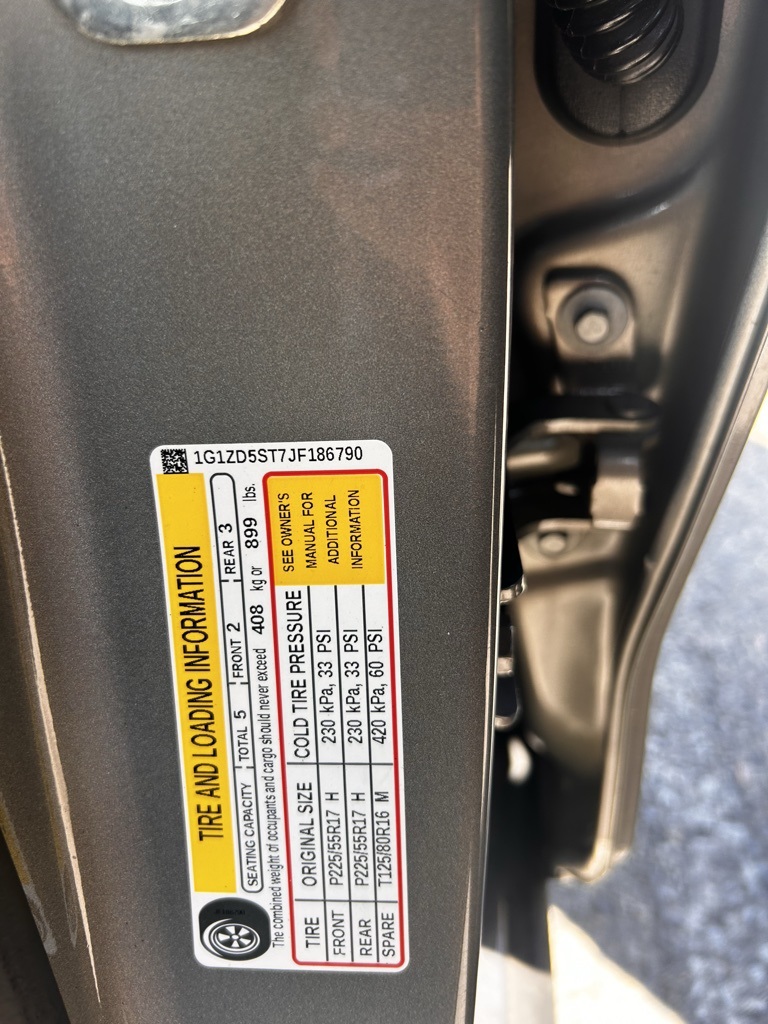 1G1ZD5ST7JF186790
TIRE AND LOADING INFORMATION
SEATING CAPACITY TOTAL 5 FRONT 2 REAR 3
The combined weight of occupants and cargo should never exceed 408 kg or 899 lbs.
TIRE ORIGINAL SIZE COLD TIRE PRESSURE
FRONT P225/55R17 H 230 kPa, 33 PSI
REAR P225/55R17 H 230 kPa, 33 PSI
SPARE T125/80R16 M 420 kPa, 60 PSI
SEE OWNER'S
MANUAL FOR
ADDITIONAL
INFORMATION